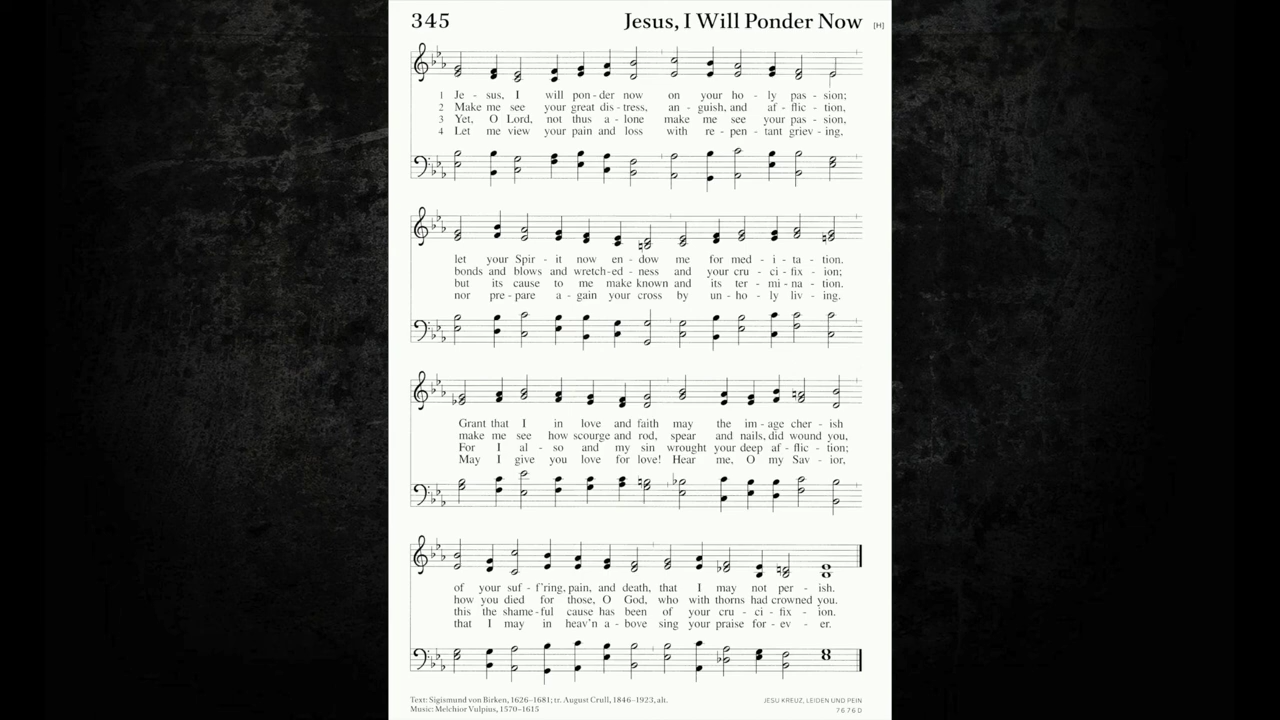 345 Jesus, I Will Ponder Now [H]
1 Je - sus, I will pon - der now on your ho - ly pas - sion;
2 Make me see your great dis - tress, an - guish, and af - flic - tion,
3 Yet, O Lord, not thus a - lone make me see your pas - sion,
4 Let me view your pain and loss with re - pen - tant griev - ing,
let your Spir - it now en - dow me for med - i - ta - tion.
bonds and blows and wretch - ed - ness and your cru - ci - fix - ion;
but its cause to me make known and its ter - mi - na - tion.
nor pre - pare a - gain your cross by un - ho - ly liv - ing.
Grant that I in love and faith may the im - age cher - ish
make me see how scourge and rod, spear and nails, did wound you,
For I al - so and my sin wrought your deep af - flic - tion;
May I give you love for love! Hear me, O my Sav - ior,
of your suf - f'ring, pain, and death, that I may not per - ish.
how you died for those, O God, who with thorns had crowned you.
this the shame - ful cause has been of your cru - ci - fix - ion.
that I may in heav'n a - bove sing your praise for - ev - er.
Text: Sigismund von Birken, 1626–1681; tr. August Crull, 1846–1923, alt.
Music: Melchior Vulpius, 1570–1615
JESU KREUZ, LEIDEN UND PEIN
7 6 7 6 D